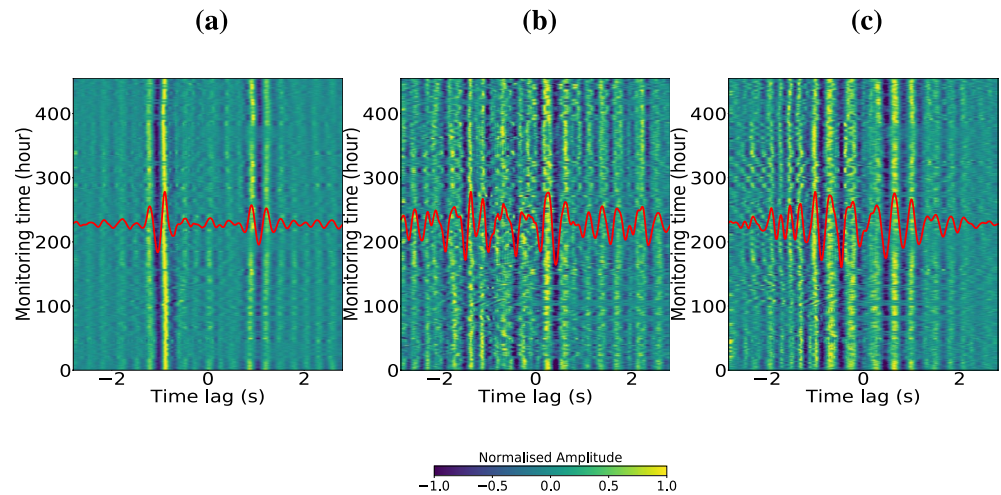 (a) (b) (c)
Monitoring time (hour) Monitoring time (hour) Monitoring time (hour)
400 400 400
300 300 300
200 200 200
100 100 100
0 0 0
−2 0 2 −2 0 2 −2 0 2
Time lag (s) Time lag (s) Time lag (s)
Normalised Amplitude
−1.0 −0.5 0.0 0.5 1.0